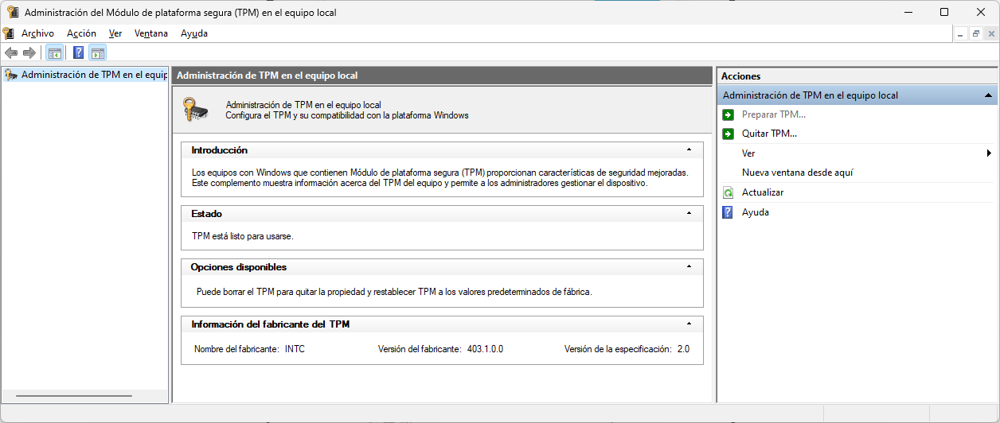 Administración del Módulo de plataforma segura (TPM) en el equipo local
Archivo Acción Ver Ventana Ayuda
Administración de TPM en el equip
Administración de TPM en el equipo local
Administración de TPM en el equipo local
Configura el TPM y su compatibilidad con la plataforma Windows
Introducción
Los equipos con Windows que contienen Módulo de plataforma segura (TPM) proporcionan características de seguridad mejoradas.
Este complemento muestra información acerca del TPM del equipo y permite a los administradores gestionar el dispositivo.
Estado
TPM está listo para usarse.
Opciones disponibles
Puede borrar el TPM para quitar la propiedad y restablecer TPM a los valores predeterminados de fábrica.
Información del fabricante del TPM
Nombre del fabricante: INTC Versión del fabricante: 403.1.0.0 Versión de la especificación: 2.0
Acciones
Administración de TPM en el equipo local
Preparar TPM...
Quitar TPM...
Ver
Nueva ventana desde aquí
Actualizar
Ayuda